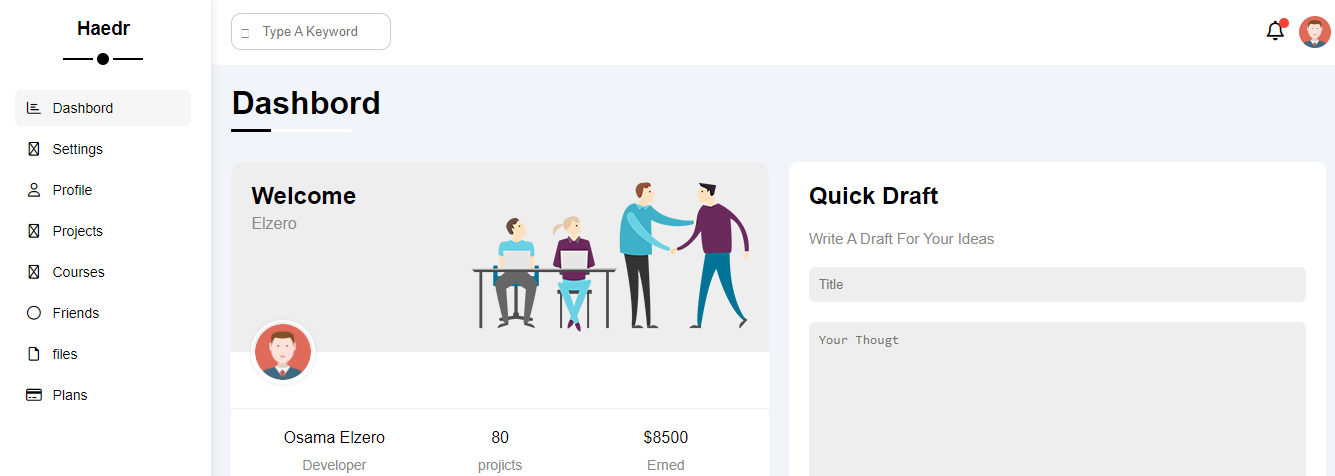 Haedr
Type A Keyword
Dashbord
Settings
Profile
Projects
Courses
Friends
files
Plans
Dashbord
Welcome
Elzero
Osama Elzero
Developer
80
projicts
$8500
Erned
Quick Draft
Write A Draft For Your Ideas
Title
Your Thougt